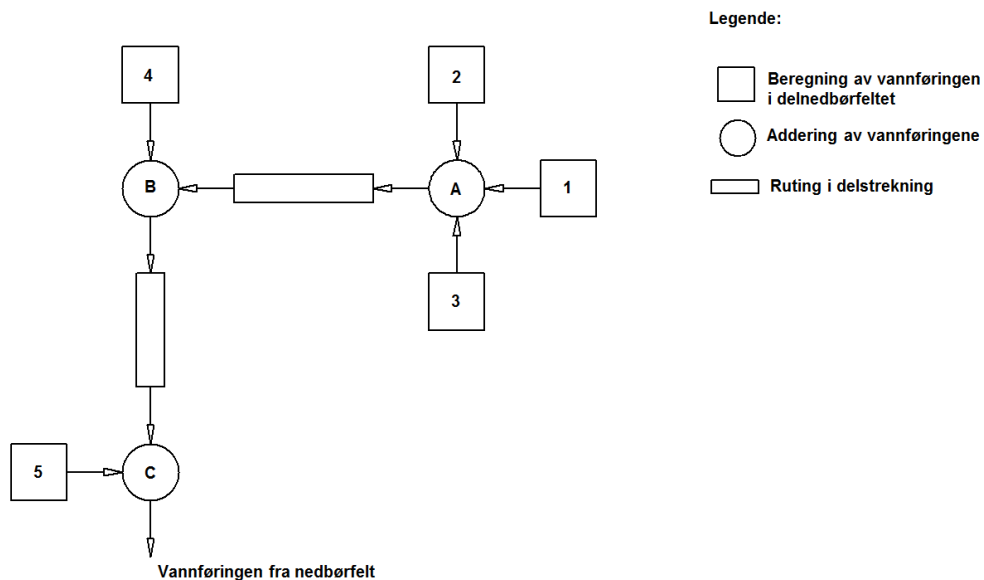 Legende:
4
2
Beregning av vannføringen
i delnedbørfeltet
Addering av vannføringene
B
A
1
Ruting i delstrekning
3
5
C
Vannføringen fra nedbørfelt